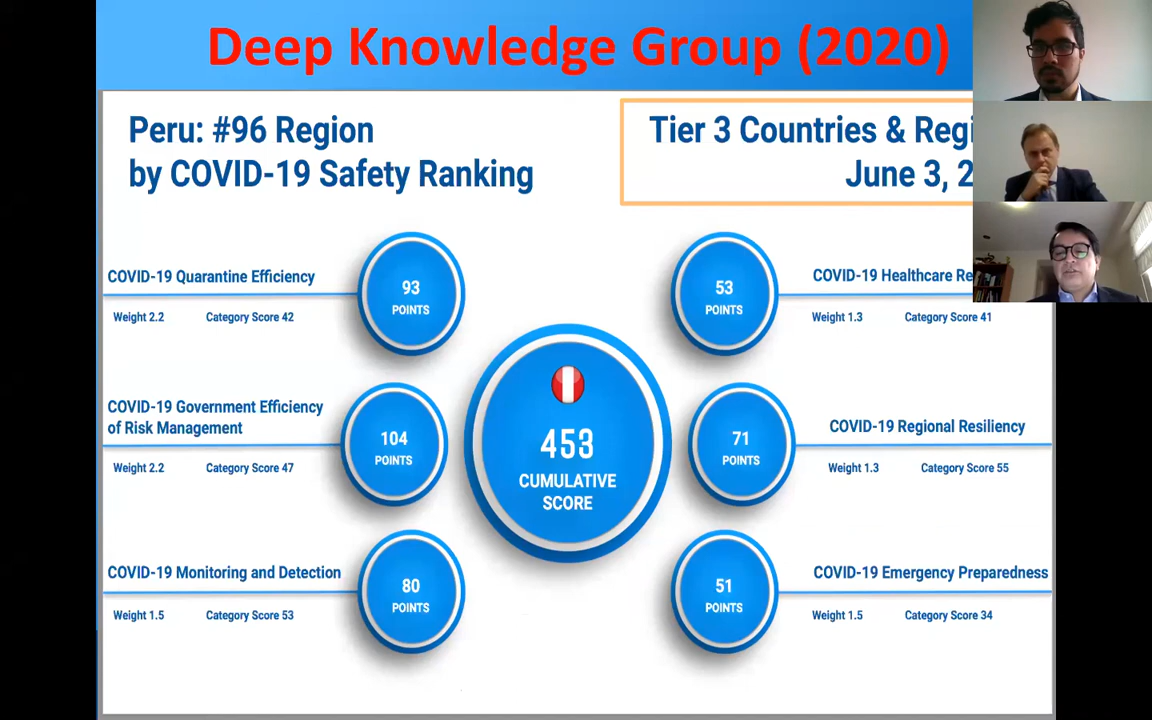 Deep Knowledge Group (2020)
Peru: #96 Region
by COVID-19 Safety Ranking
Tier 3 Countries &
June 3,
COVID-19 Quarantine Efficiency
Weight 2.2 Category Score 42
93
POINTS
53
POINTS
COVID-19 Healthcare
Weight 1.3 Category Score 41
COVID-19 Government Efficiency
of Risk Management
Weight 2.2 Category Score 47
104
POINTS
453
CUMULATIVE
SCORE
71
POINTS
COVID-19 Regional Resiliency
Weight 1.3 Category Score 55
COVID-19 Monitoring and Detection
Weight 1.5 Category Score 53
80
POINTS
51
POINTS
COVID-19 Emergency Preparedness
Weight 1.5 Category Score 34